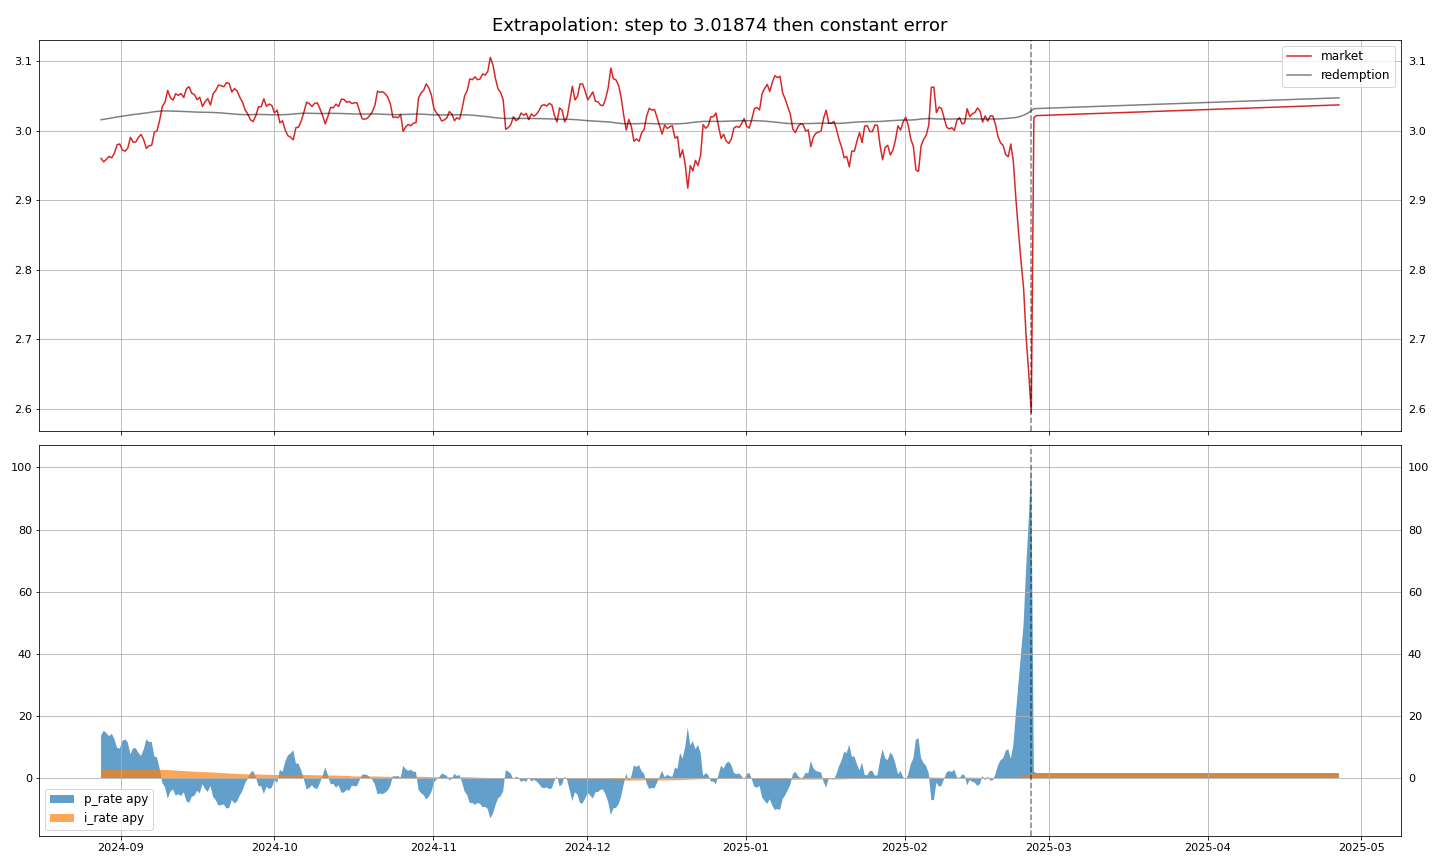 Extrapolation: step to 3.01874 then constant error
market
redemption
3.1 3.1
3.0 3.0
2.9 2.9
2.8 2.8
2.7 2.7
2.6 2.6
100 100
80 80
60 60
40 40
20 20
0 0
p_rate apy
i_rate apy
2024-09 2024-10 2024-11 2024-12 2025-01 2025-02 2025-03 2025-04 2025-05